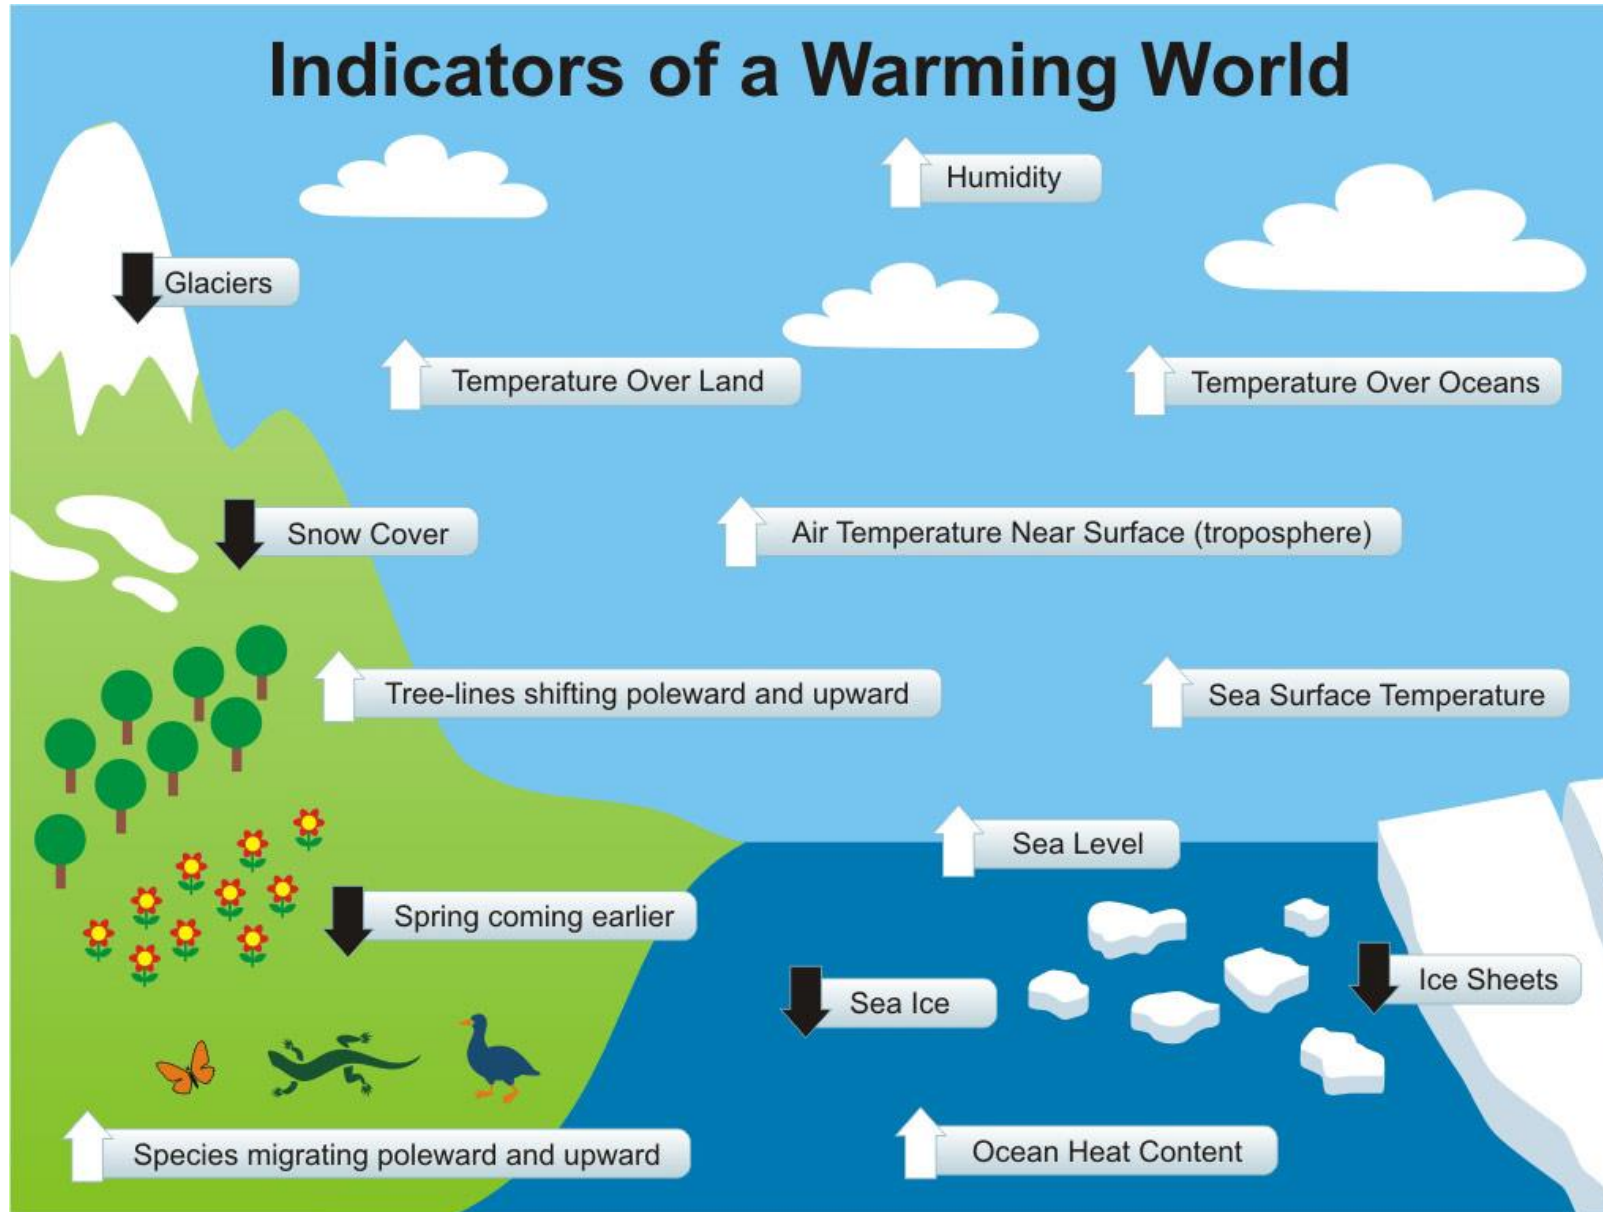 Indicators of a Warming World
Humidity
Glaciers
Temperature Over Land
Temperature Over Oceans
Snow Cover
Air Temperature Near Surface (troposphere)
Tree-lines shifting poleward and upward
Sea Surface Temperature
Sea Level
Spring coming earlier
Ice Sheets
Sea Ice
Species migrating poleward and upward
Ocean Heat Content